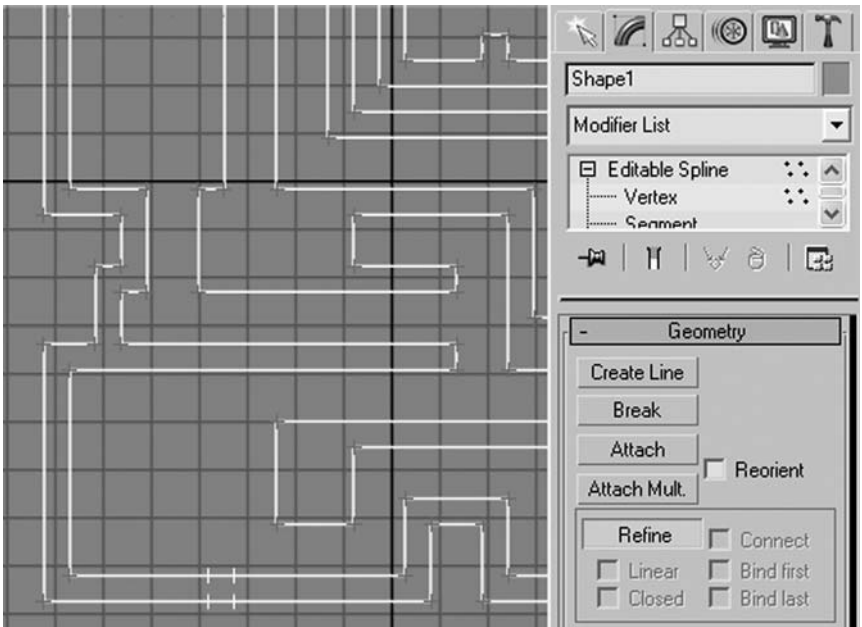 Shape1
Modifier List
Editable Spline
Vertex
Segment
- Geometry
Create Line
Break
Attach
Reorient
Attach Mult.
Refine
Connect
Linear
Bind first
Closed
Bind last